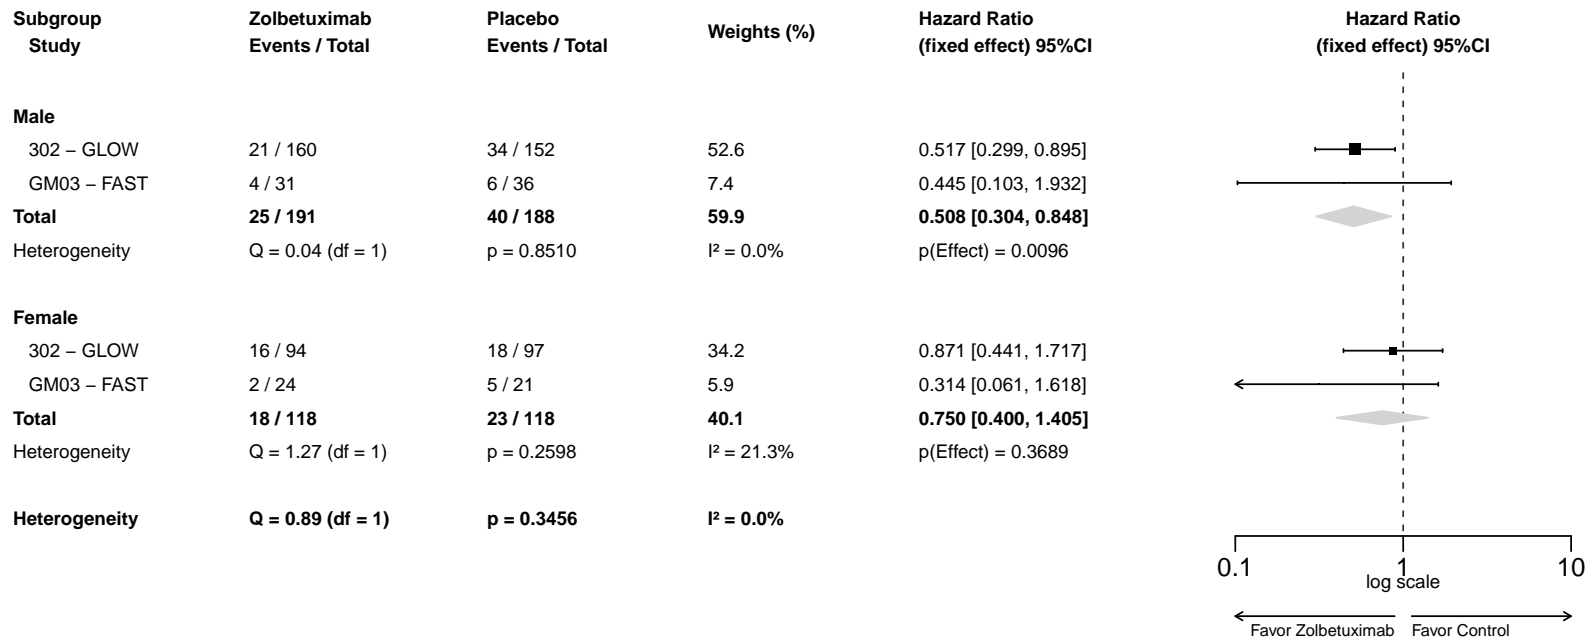 Subgroup Zolbetuximab Placebo Weights (%) Hazard Ratio Hazard Ratio
Study Events / Total Events / Total (fixed effect) 95%CI (fixed effect) 95%CI
Male
302 – GLOW 21 / 160 34 / 152 52.6 0.517 [0.299, 0.895]
GM03 – FAST 4 / 31 6 / 36 7.4 0.445 [0.103, 1.932]
Total 25 / 191 40 / 188 59.9 0.508 [0.304, 0.848]
Heterogeneity Q = 0.04 (df = 1) p = 0.8510 I² = 0.0% p(Effect) = 0.0096
Female
302 – GLOW 16 / 94 18 / 97 34.2 0.871 [0.441, 1.717]
GM03 – FAST 2 / 24 5 / 21 5.9 0.314 [0.061, 1.618]
Total 18 / 118 23 / 118 40.1 0.750 [0.400, 1.405]
Heterogeneity Q = 1.27 (df = 1) p = 0.2598 I² = 21.3% p(Effect) = 0.3689
Heterogeneity Q = 0.89 (df = 1) p = 0.3456 I² = 0.0%
0.1 1 10
log scale
Favor Zolbetuximab Favor Control